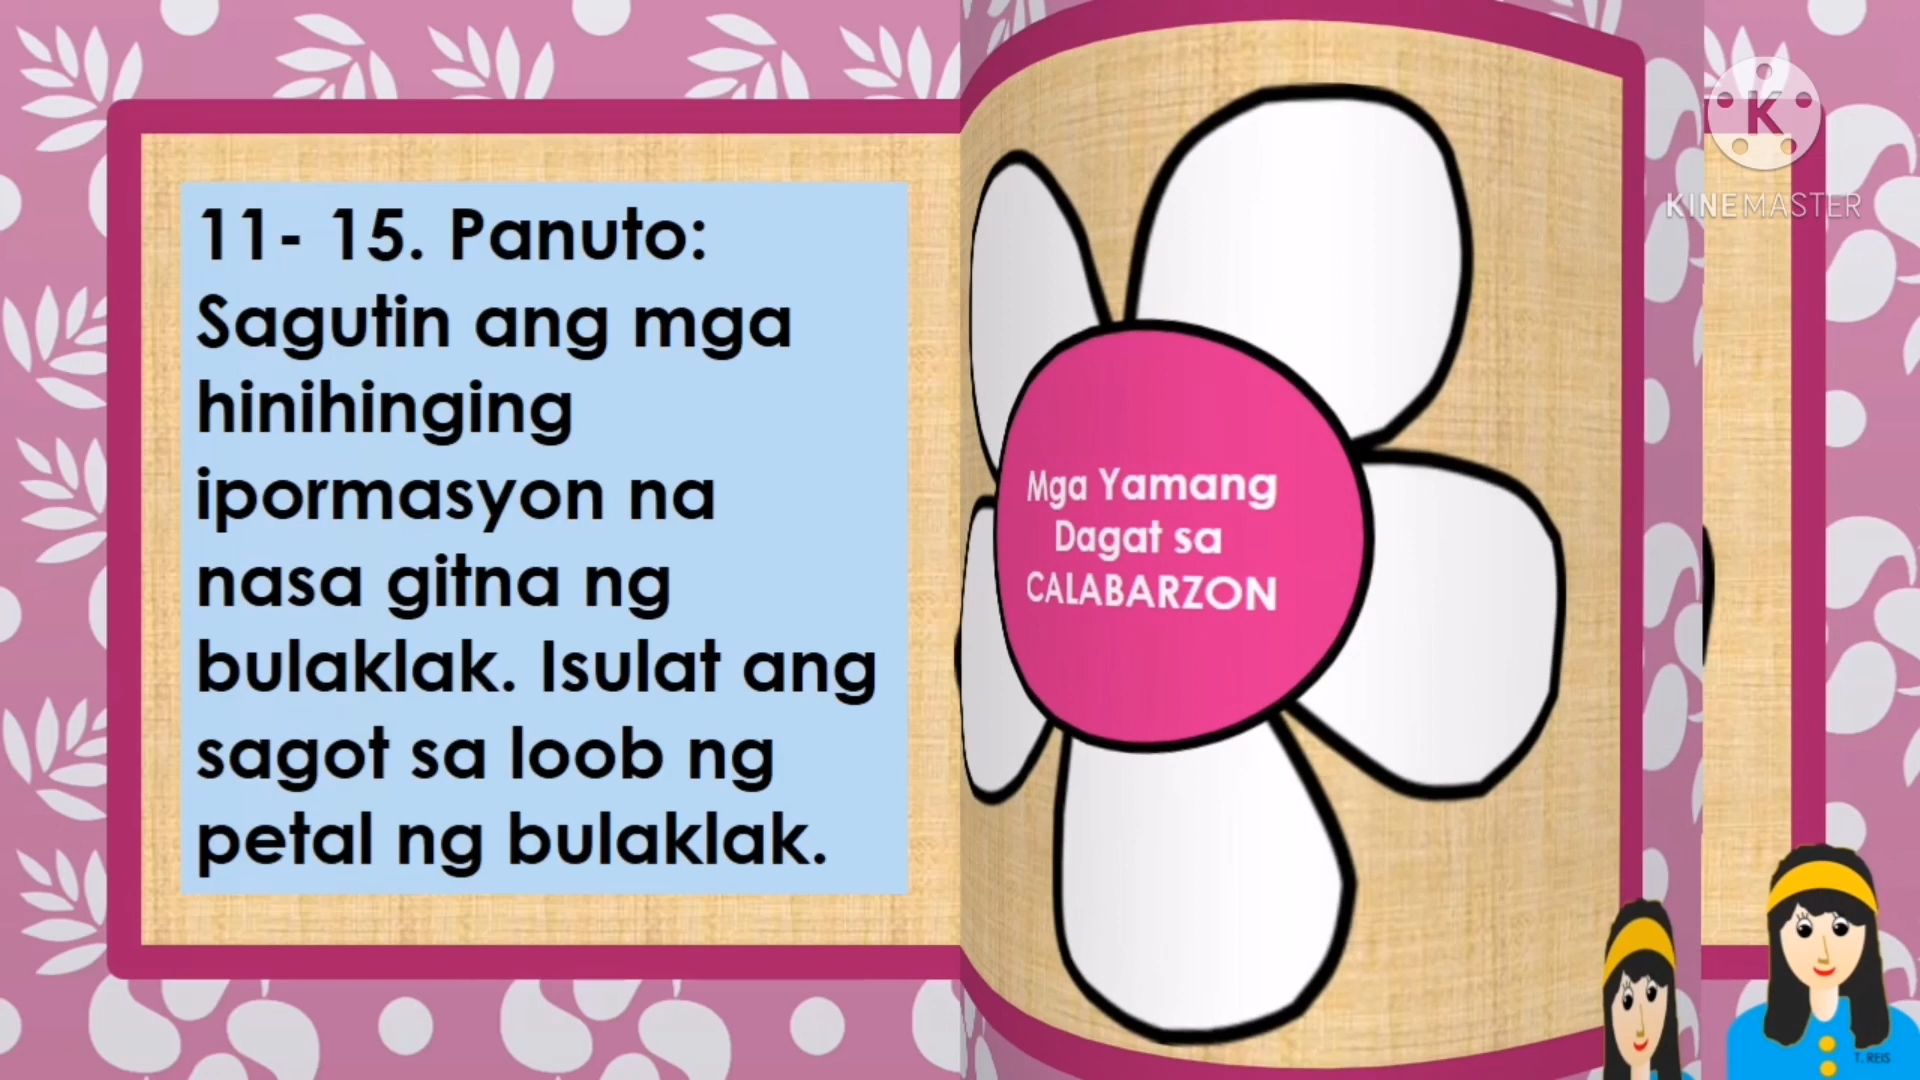 11- 15. Panuto:
Sagutin ang mga
hinihinging
ipormasyon na
nasa gitna ng
bulaklak. Isulat ang
sagot sa loob ng
petal ng bulaklak.
Mga Yamang
Dagat sa
CALABARZON
K
KINEMASTER
T. REIS